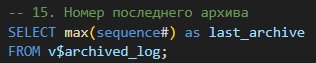 -- 15. Номер последнего архива
SELECT max(sequence#) as last_archive
FROM v$archived_log;